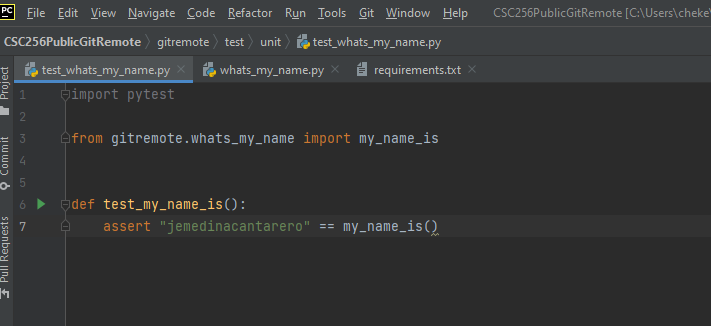 PC File Edit View Navigate Code Refactor Run Tools Git Window Help CSC256PublicGitRemote [C:\Users\cheke\
CSC256PublicGitRemote gitremote test unit test_whats_my_name.py
test_whats_my_name.py × whats_my_name.py × requirements.txt ×
Project
Commit
Pull Requests
1 import pytest
2
3 from gitremote.whats_my_name import my_name_is
4
5
6 def test_my_name_is():
7 assert "jemedinacantarero" == my_name_is()